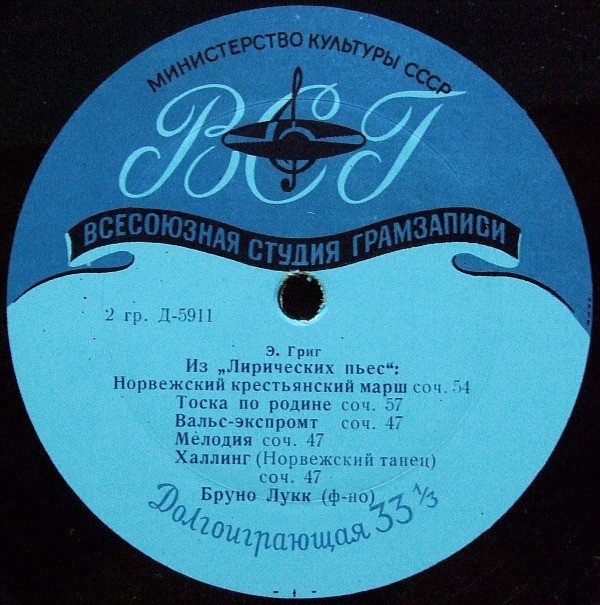 МИНИСТЕРСТВО КУЛЬТУРЫ СССР
ВСГ
ВСЕСОЮЗНАЯ СТУДИЯ ГРАМЗАПИСИ
2 гр. Д-5911
Э. Григ
Из „Лирических пьес“:
Норвежский крестьянский марш соч. 54
Тоска по родине соч. 57
Вальс-экспромт соч. 47
Мелодия соч. 47
Халлинг (Норвежский танец)
соч. 47
Бруно Лукк (ф-но)
Долгоиграющая 33 1/3